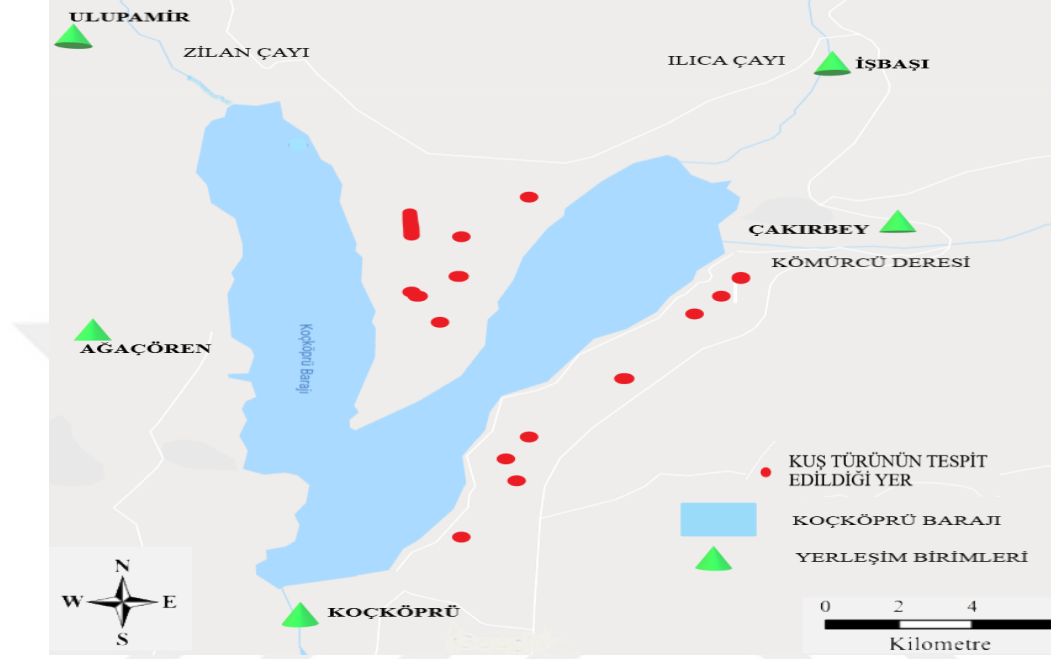 ULUPAMİR
ZİLAN ÇAYI
ILICA ÇAYI
İŞBAŞI
ÇAKIRBEY
KÖMÜRCÜ DERESİ
Koçköprü Barajı
AĞAÇÖREN
KUŞ TÜRÜNÜN TESPİT
EDİLDİĞİ YER
KOÇKÖPRÜ BARAJI
YERLEŞİM BİRİMLERİ
N
W E
S
KOÇKÖPRÜ
0 2 4
Kilometre